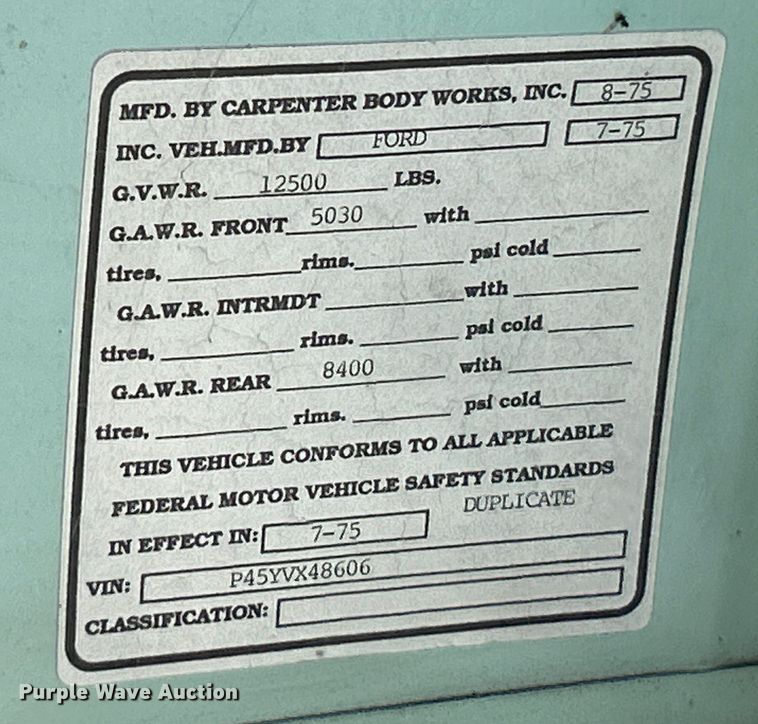 MFD. BY CARPENTER BODY WORKS, INC. 8-75
INC. VEH.MFD.BY FORD 7-75
G.V.W.R. 12500 LBS.
G.A.W.R. FRONT 5030 with
tires, rims. psi cold
G.A.W.R. INTRMDT with
tires, rims. psi cold
G.A.W.R. REAR 8400 with
tires, rims. psi cold
THIS VEHICLE CONFORMS TO ALL APPLICABLE
FEDERAL MOTOR VEHICLE SAFETY STANDARDS
IN EFFECT IN: 7-75 DUPLICATE
VIN: P45YVX48606
CLASSIFICATION:
Purple Wave Auction